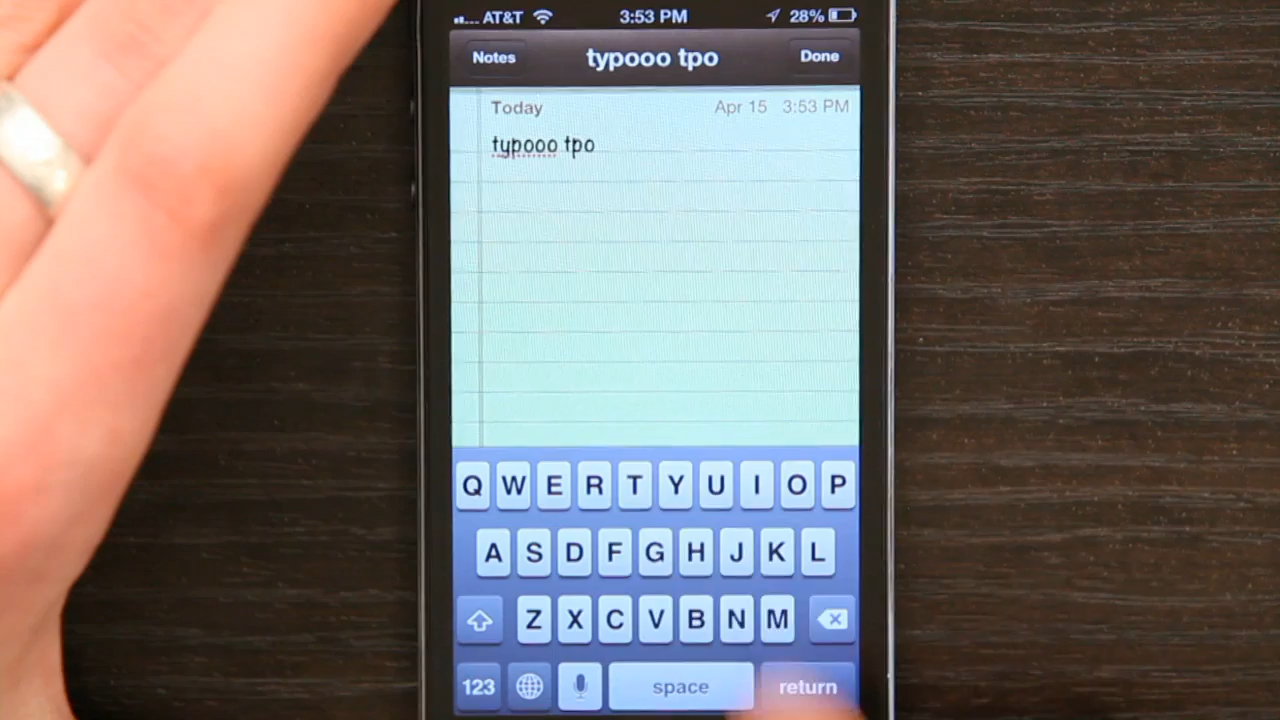 AT&T 3:53 PM 28%
Notes typooo tpo Done
Today Apr 15 3:53 PM
typooo tpo
Q W E R T Y U I O P
A S D F G H J K L
Z X C V B N M
123 space return